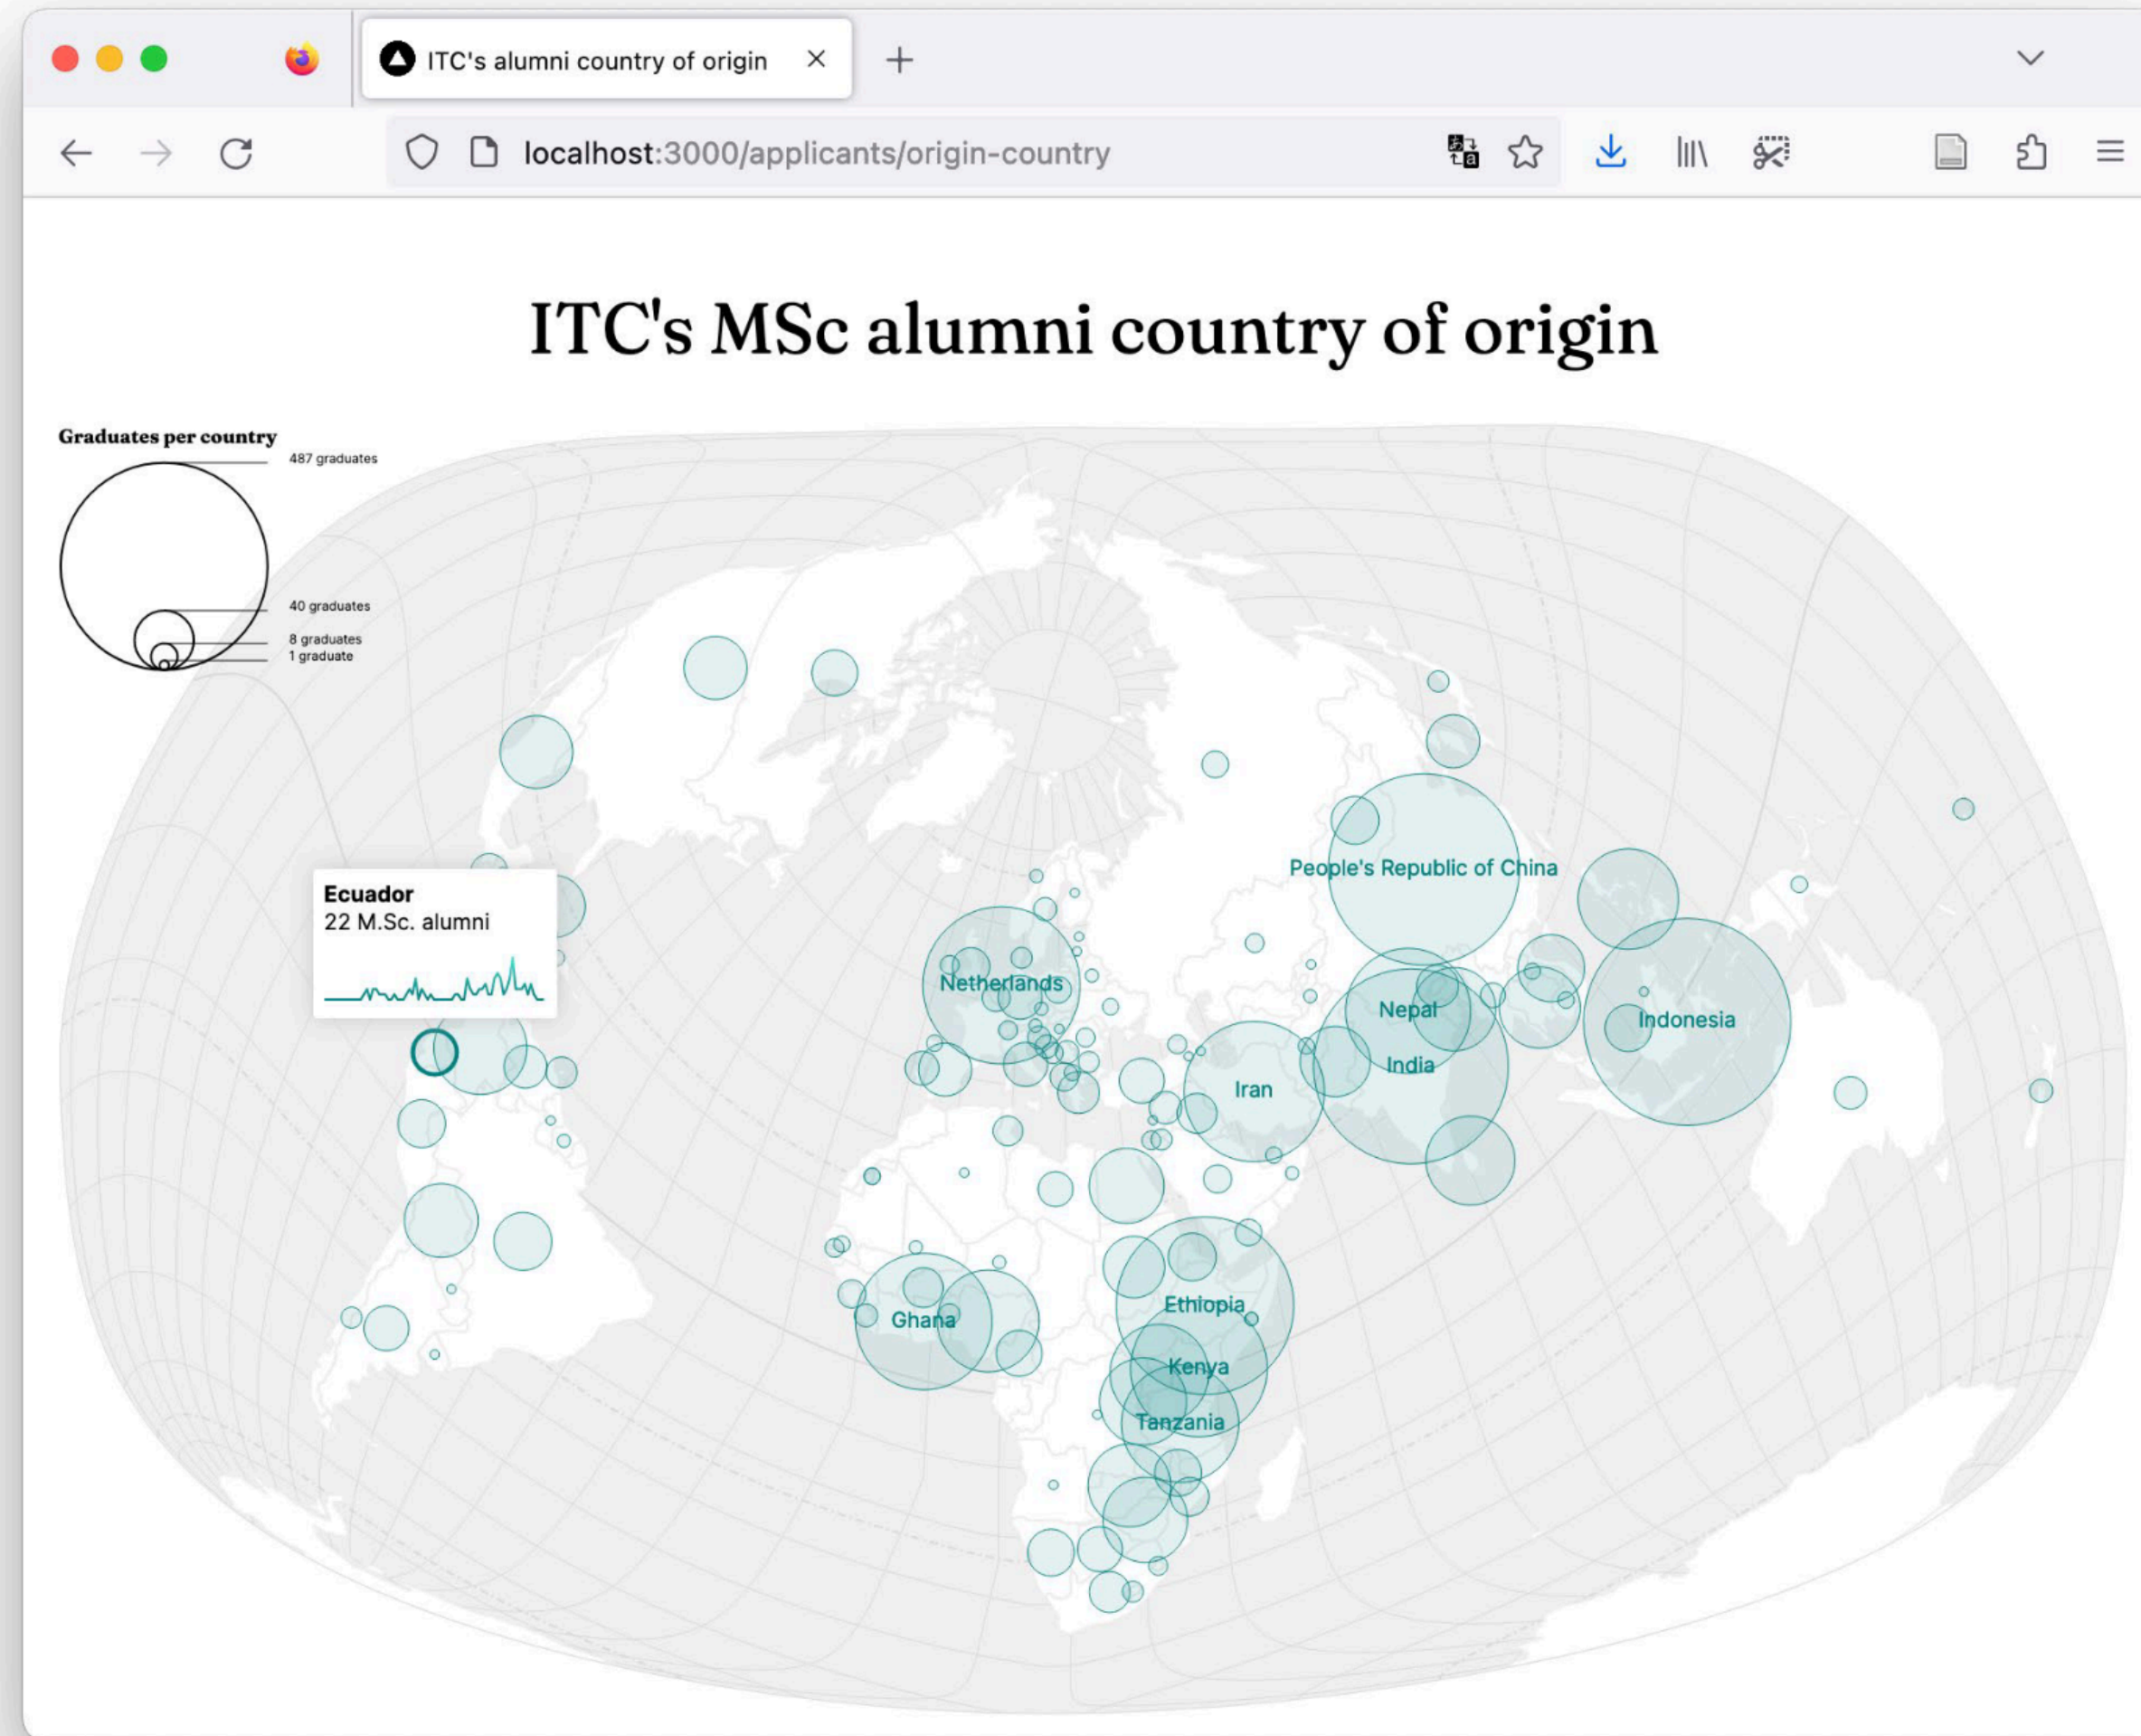 ITC's alumni country of origin
localhost:3000/applicants/origin-country
ITC's MSc alumni country of origin
Graduates per country
487 graduates
40 graduates
8 graduates
1 graduate
People's Republic of China
Ecuador
22 M.Sc. alumni
Netherlands
Nepal
Indonesia
India
Iran
Ethiopia
Ghana
Kenya
Tanzania